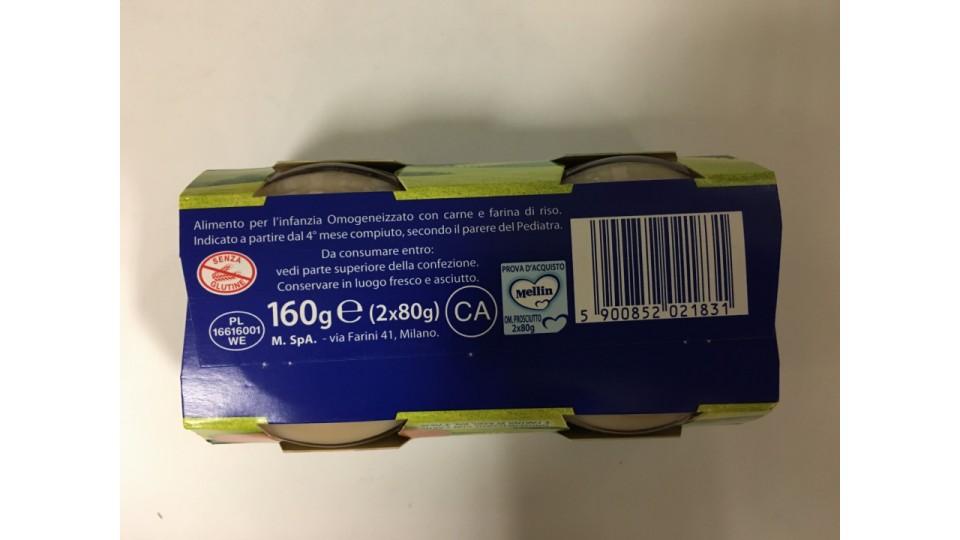 Alimento per l'infanzia Omogeneizzato con carne e farina di riso.
Indicato a partire dal 4° mese compiuto, secondo il parere del Pediatra.
Da consumare entro:
vedi parte superiore della confezione.
Conservare in luogo fresco e asciutto.
SENZA
GLUTINE
160g e (2x80g)
CA
PL
16616001
WE
M. SpA. - via Farini 41, Milano.
PROVA D'ACQUISTO
Mellin
OM. PROSCIUTTO
2x80g
5 900852 021831